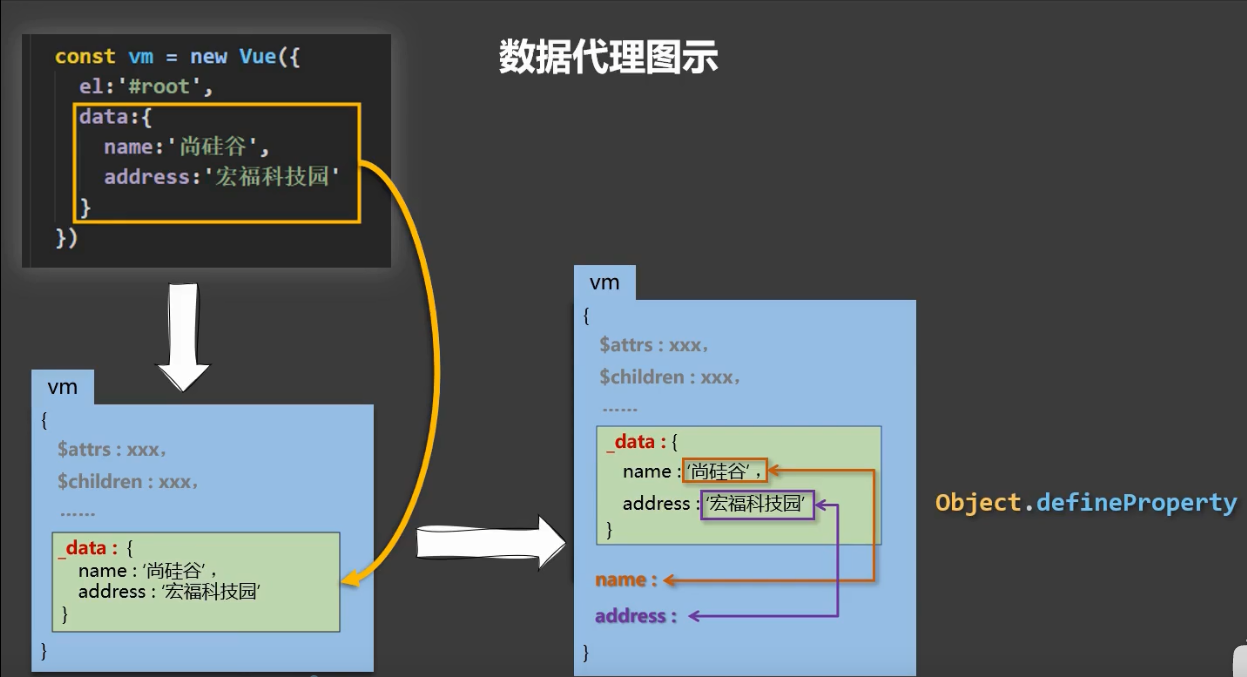 数据代理图示
const vm = new Vue({
el:'#root',
data:{
name:'尚硅谷',
address:'宏福科技园'
}
})
vm
{
$attrs : xxx，
$children : xxx，
......
_data : {
name : ‘尚硅谷’，
address : ‘宏福科技园’
}
}
vm
{
$attrs : xxx，
$children : xxx，
......
_data : {
name : ‘尚硅谷’，
address : ‘宏福科技园’
}
name :
address :
}
Object.defineProperty